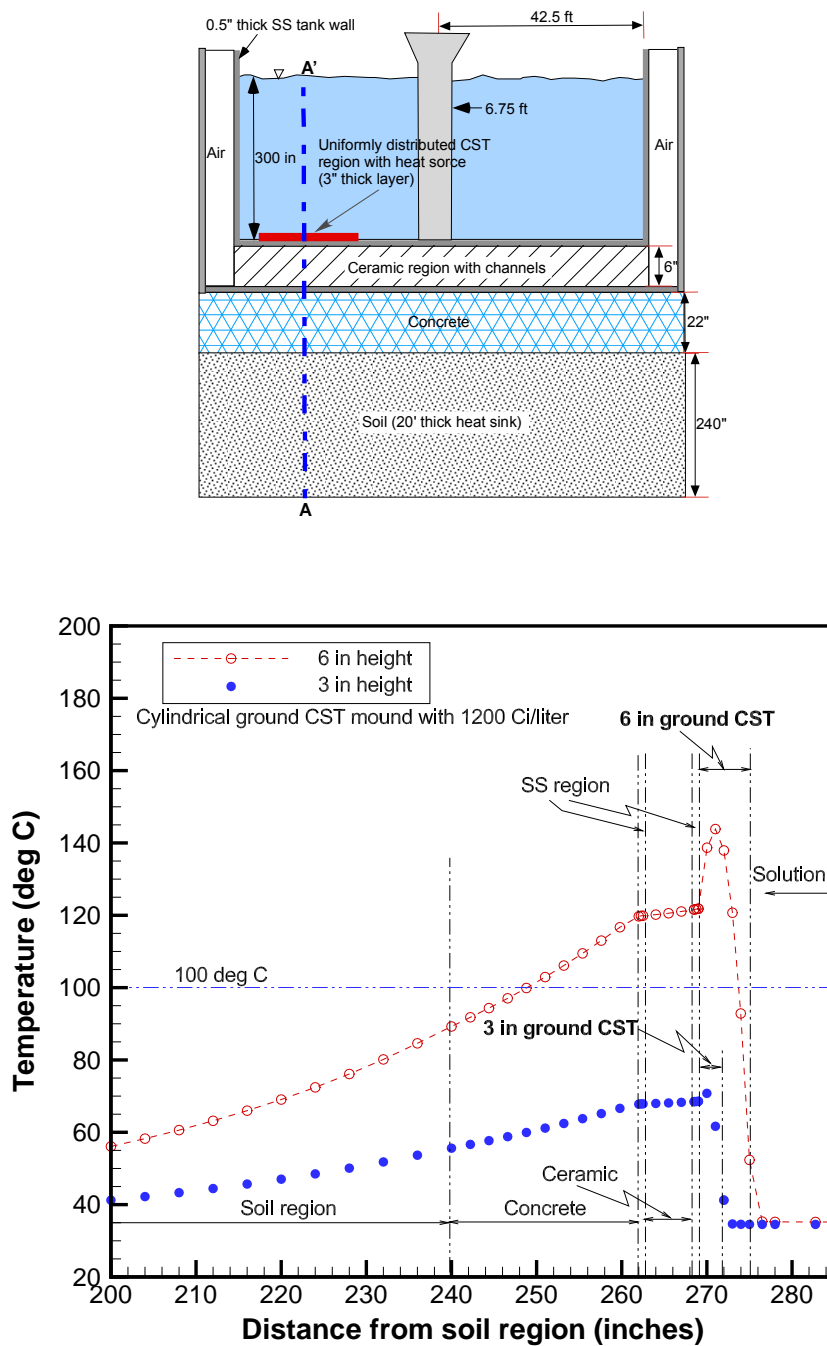 42.5 ft
0.5" thick SS tank wall
A'
6.75 ft
Air
Air
300 in
Uniformly distributed CST
region with heat sorce
(3" thick layer)
Ceramic region with channels
6"
Concrete
22"
Soil (20' thick heat sink)
240"
A
200
180
160
140
120
100
80
60
40
20
Temperature (deg C)
6 in height
3 in height
Cylindrical ground CST mound with 1200 Ci/liter
6 in ground CST
SS region
Solution
100 deg C
3 in ground CST
Ceramic
Soil region
Concrete
200 210 220 230 240 250 260 270 280
Distance from soil region (inches)